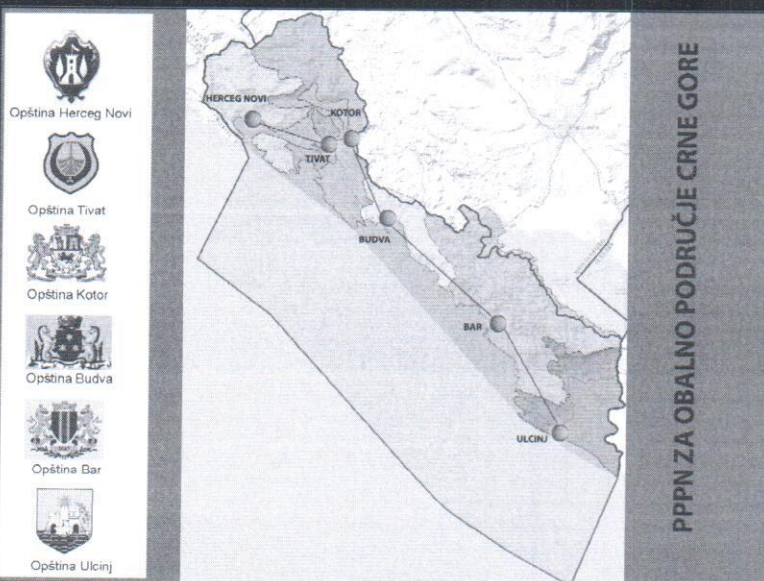 Opština Herceg Novi
Opština Tivat
Opština Kotor
Opština Budva
Opština Bar
Opština Ulcinj
HERCEG NOVI
KOTOR
TIVAT
BUDVA
BAR
ULCINJ
PPPN ZA OBALNO PODRUČJE CRNE GORE